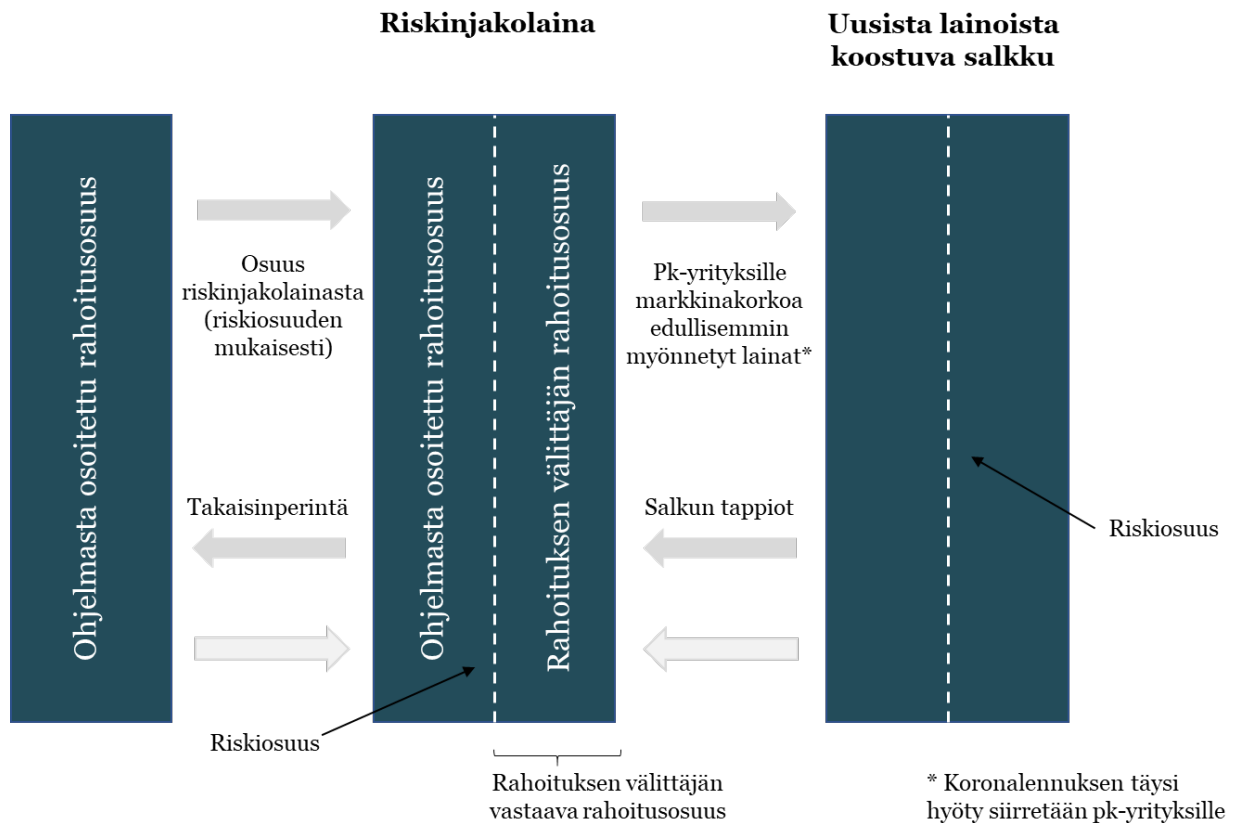 Riskinjakolaina
Uusista lainoista
koostuva salkku
Ohjelmasta osoitettu rahoitusosuus
Osuus
riskinjakolainasta
(riskiosuuden
mukaisesti)
Takaisinperintä
Ohjelmasta osoitettu rahoitusosuus
Rahoituksen välittäjän rahoitusosuus
Pk-yrityksille
markkinakorkoa
edullisemmin
myönnetyt lainat*
Salkun tappiot
Riskiosuus
Riskiosuus
Rahoituksen välittäjän
vastaava rahoitusosuus
* Koronalennuksen täysi
hyöty siirretään pk-yrityksille